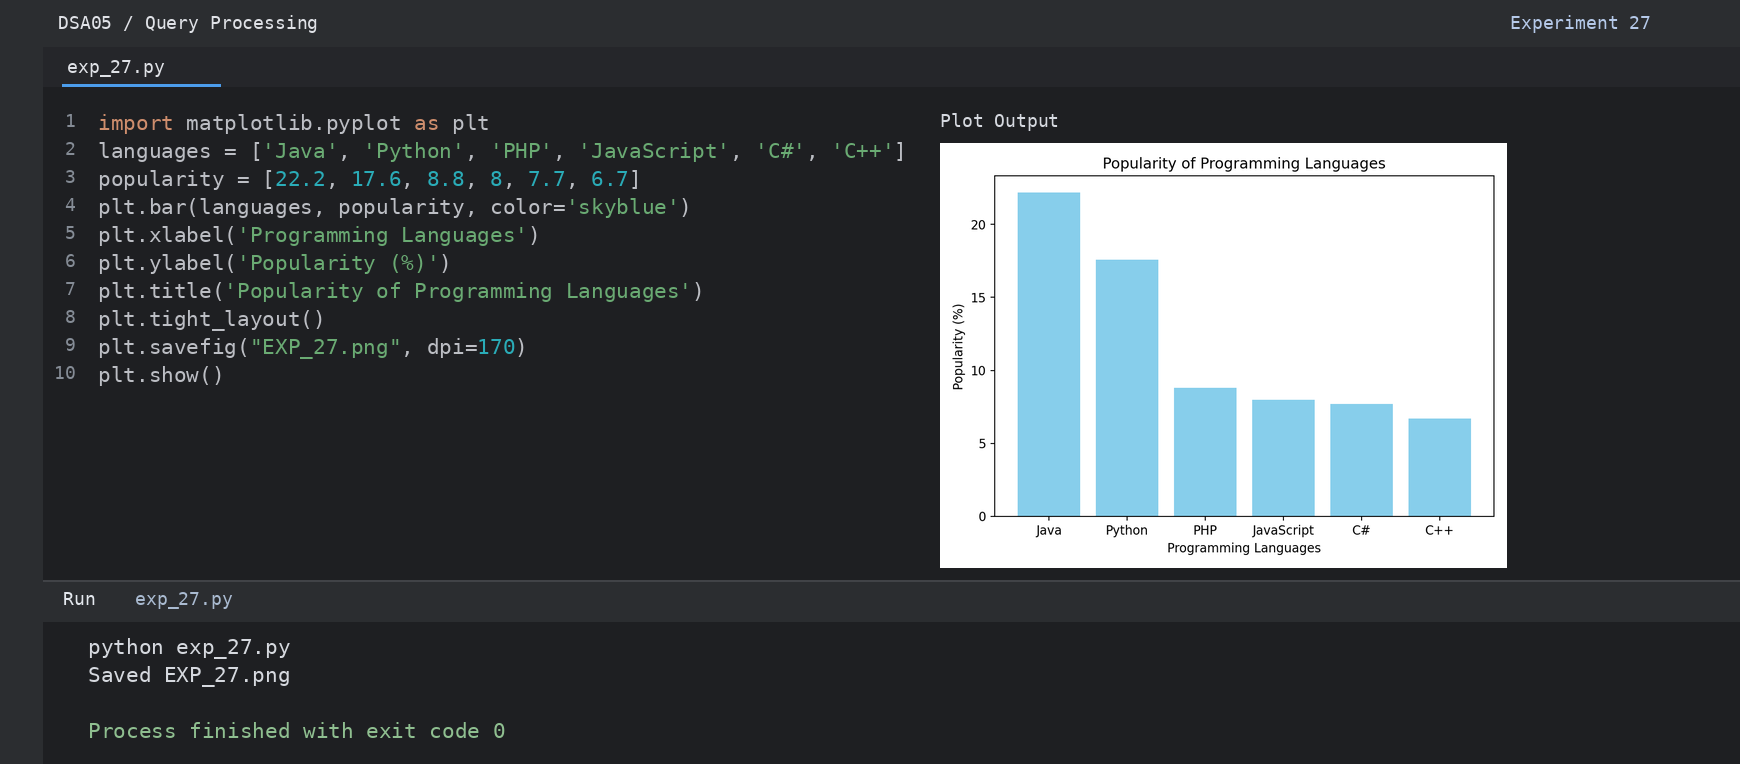 DSA05 / Query Processing
Experiment 27
exp_27.py
1 import matplotlib.pyplot as plt
2 languages = ['Java', 'Python', 'PHP', 'JavaScript', 'C#', 'C++']
3 popularity = [22.2, 17.6, 8.8, 8, 7.7, 6.7]
4 plt.bar(languages, popularity, color='skyblue')
5 plt.xlabel('Programming Languages')
6 plt.ylabel('Popularity (%)')
7 plt.title('Popularity of Programming Languages')
8 plt.tight_layout()
9 plt.savefig("EXP_27.png", dpi=170)
10 plt.show()
Plot Output
Popularity of Programming Languages
Popularity (%)
20
15
10
5
0
Java Python PHP JavaScript C# C++
Programming Languages
Run exp_27.py
python exp_27.py
Saved EXP_27.png
Process finished with exit code 0